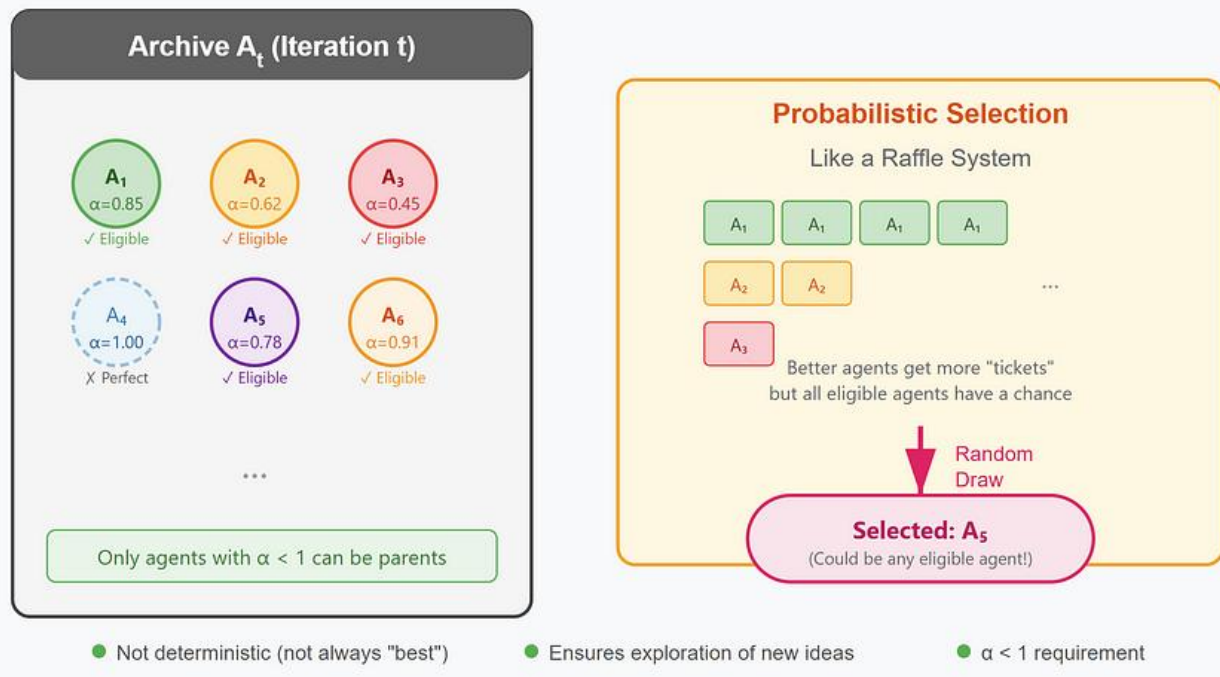 Archive Aₜ (Iteration t)
A₁
α=0.85
✓ Eligible
A₂
α=0.62
✓ Eligible
A₃
α=0.45
✓ Eligible
A₄
α=1.00
X Perfect
A₅
α=0.78
✓ Eligible
A₆
α=0.91
✓ Eligible
...
Only agents with α < 1 can be parents
Probabilistic Selection
Like a Raffle System
A₁ A₁ A₁ A₁
A₂ A₂ ...
A₃
Better agents get more "tickets"
but all eligible agents have a chance
Random
Draw
Selected: A₅
(Could be any eligible agent!)
Not deterministic (not always "best")
Ensures exploration of new ideas
α < 1 requirement